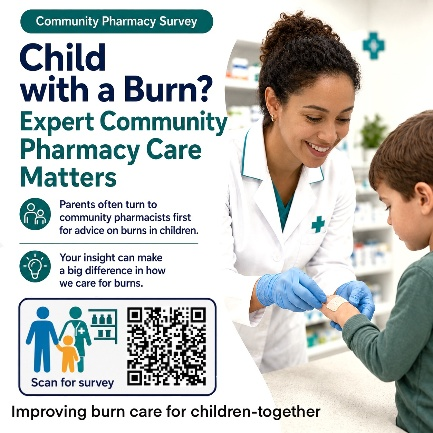 Community Pharmacy Survey
Child
with a Burn?
Expert Community
Pharmacy Care
Matters
Parents often turn to
community pharmacists first
for advice on burns in children.
Your insight can make
a big difference in how
we care for burns.
Scan for survey
Improving burn care for children-together